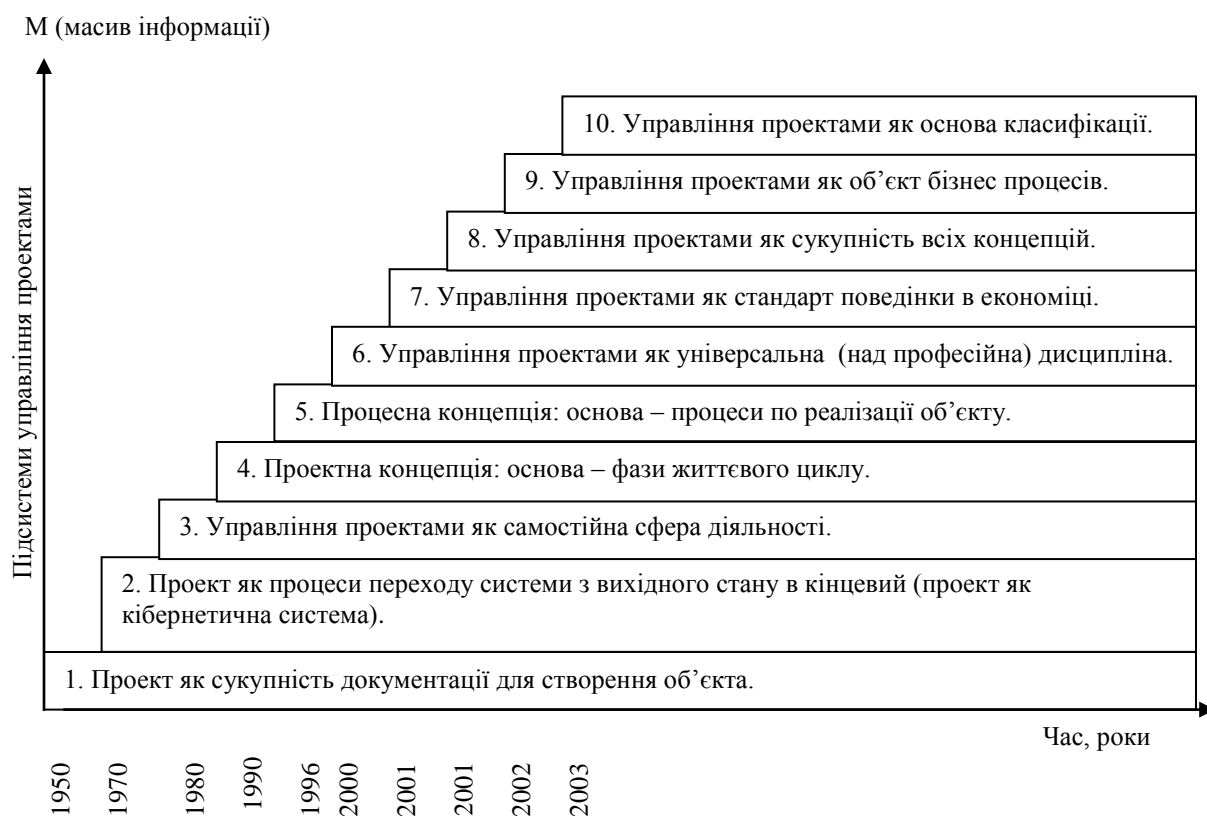 М (масив інформації)
Підсистеми управління проектами
10. Управління проектами як основа класифікації.
9. Управління проектами як об’єкт бізнес процесів.
8. Управління проектами як сукупність всіх концепцій.
7. Управління проектами як стандарт поведінки в економіці.
6. Управління проектами як універсальна (над професійна) дисципліна.
5. Процесна концепція: основа – процеси по реалізації об’єкту.
4. Проектна концепція: основа – фази життєвого циклу.
3. Управління проектами як самостійна сфера діяльності.
2. Проект як процеси переходу системи з вихідного стану в кінцевий (проект як
кібернетична система).
1. Проект як сукупність документації для створення об’єкта.
Час, роки
1950
1970
1980
1990
1996
2000
2001
2001
2002
2003